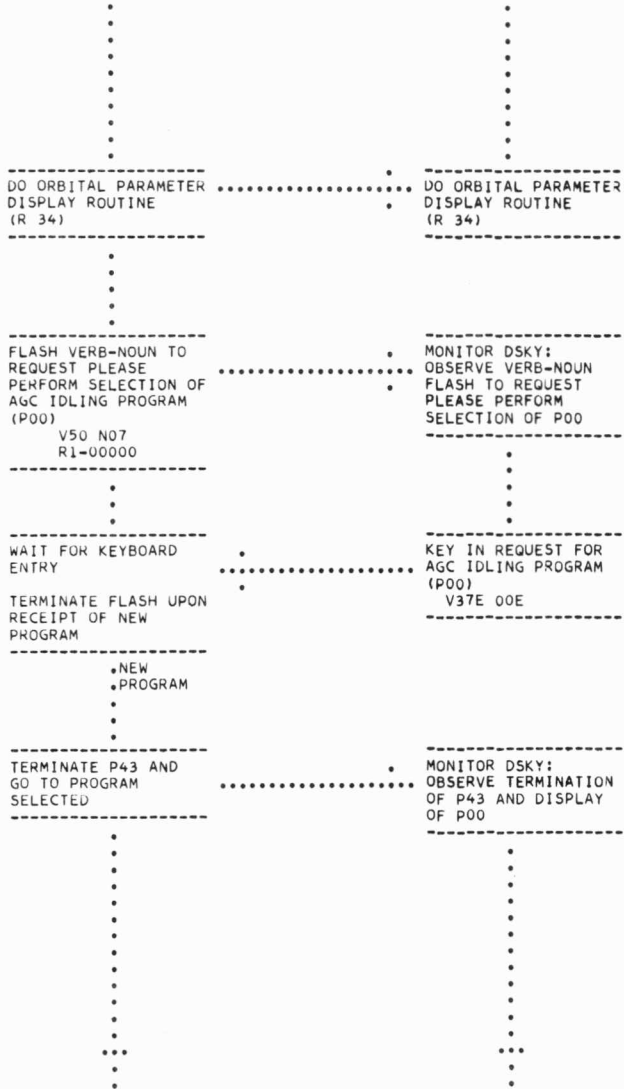 DO ORBITAL PARAMETER
DISPLAY ROUTINE
(R 34)
DO ORBITAL PARAMETER
DISPLAY ROUTINE
(R 34)
FLASH VERB-NOUN TO
REQUEST PLEASE
PERFORM SELECTION OF
AGC IDLING PROGRAM
(P00)
V50 N07
R1-00000
MONITOR DSKY:
OBSERVE VERB-NOUN
FLASH TO REQUEST
PLEASE PERFORM
SELECTION OF P00
WAIT FOR KEYBOARD
ENTRY
TERMINATE FLASH UPON
RECEIPT OF NEW
PROGRAM
KEY IN REQUEST FOR
AGC IDLING PROGRAM
(P00)
V37E 00E
NEW
PROGRAM
TERMINATE P43 AND
GO TO PROGRAM
SELECTED
MONITOR DSKY:
OBSERVE TERMINATION
OF P43 AND DISPLAY
OF P00